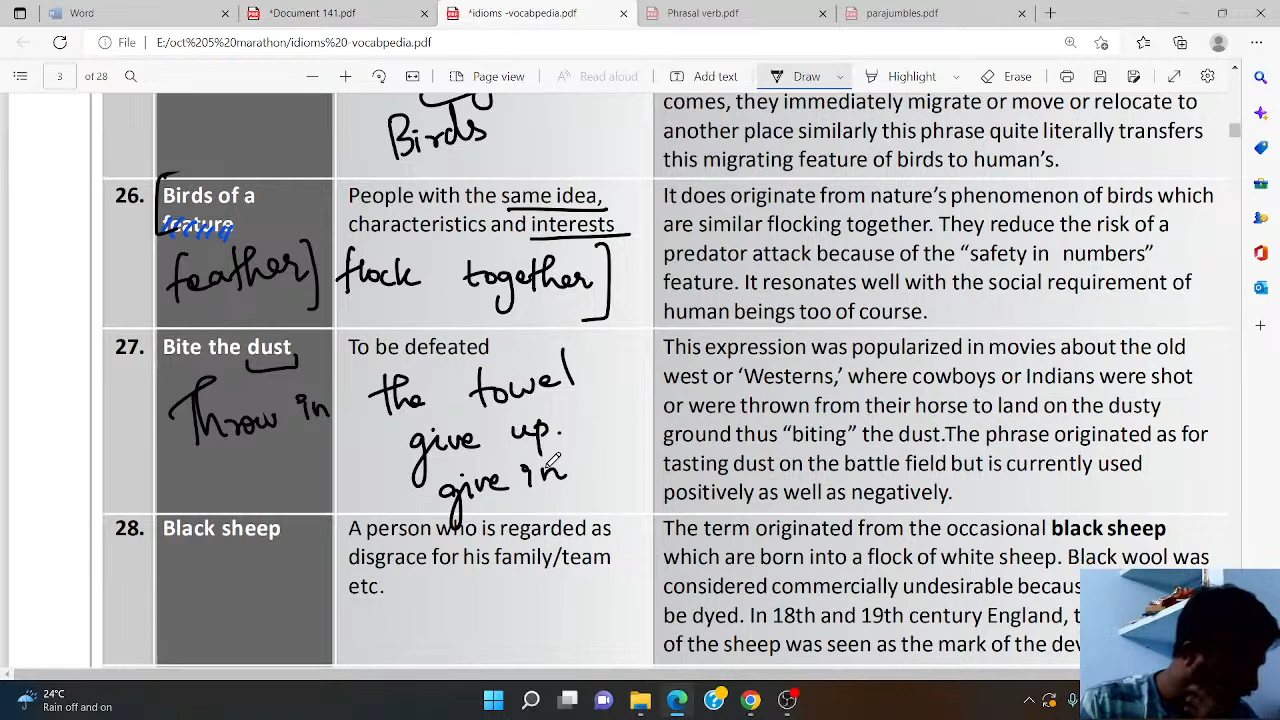 Word
*Document 141.pdf
*idioms -vocabpedia.pdf
Phrasal verb.pdf
parajumbles.pdf
File
E:/oct%205%20marathon/idioms%20-vocabpedia.pdf
3 of 28
Page view
Read aloud
Add text
Draw
Highlight
Erase
comes, they immediately migrate or move or relocate to
another place similarly this phrase quite literally transfers
this migrating feature of birds to human's.
Birds
26.
Birds of a
feature
feather
People with the same idea,
characteristics and interests
flock together
It does originate from nature's phenomenon of birds which
are similar flocking together. They reduce the risk of a
predator attack because of the "safety in numbers"
feature. It resonates well with the social requirement of
human beings too of course.
27.
Bite the dust
To be defeated
Throw in the towel
give up.
give in
This expression was popularized in movies about the old
west or 'Westerns,' where cowboys or Indians were shot
or were thrown from their horse to land on the dusty
ground thus "biting" the dust.The phrase originated as for
tasting dust on the battle field but is currently used
positively as well as negatively.
28.
Black sheep
A person who is regarded as
disgrace for his family/team
etc.
The term originated from the occasional black sheep
which are born into a flock of white sheep. Black wool was
considered commercially undesirable
be dyed. In 18th and 19th century England,
of the sheep was seen as the mark of the
24°C
Rain off and on